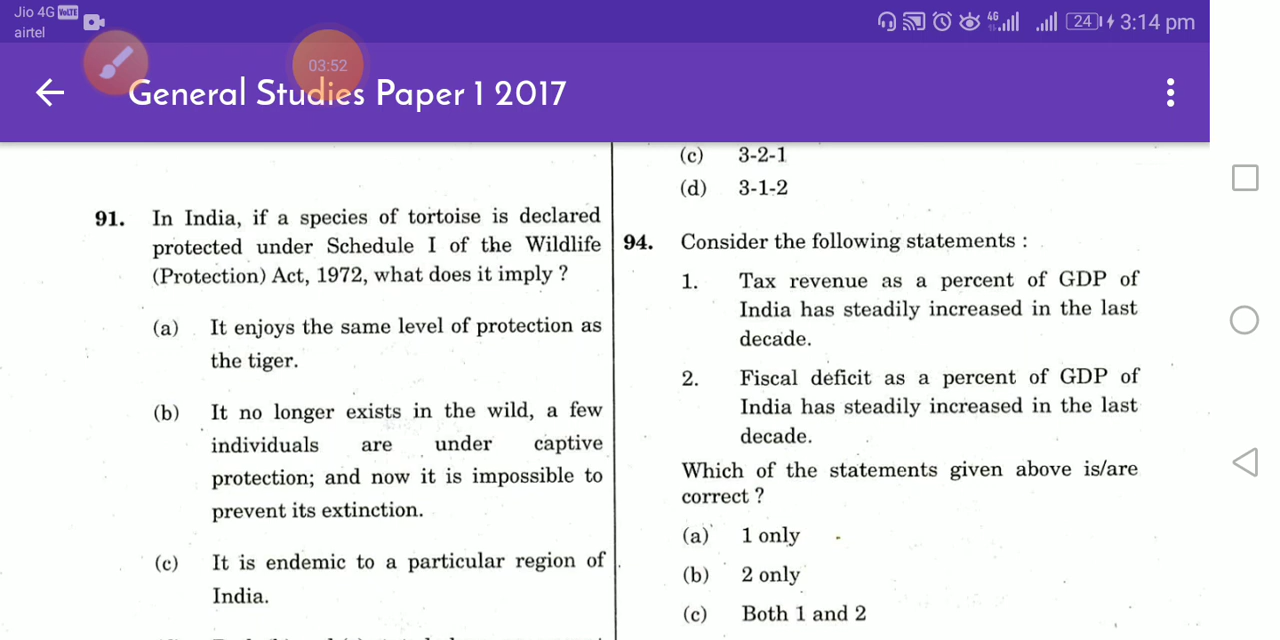 Jio 4G VoLTE
airtel
4G
24
3:14 pm
03:52
General Studies Paper 1 2017
91. In India, if a species of tortoise is declared
protected under Schedule I of the Wildlife
(Protection) Act, 1972, what does it imply ?
(a) It enjoys the same level of protection as
the tiger.
(b) It no longer exists in the wild, a few
individuals are under captive
protection; and now it is impossible to
prevent its extinction.
(c) It is endemic to a particular region of
India.
(c) 3-2-1
(d) 3-1-2
94. Consider the following statements :
1. Tax revenue as a percent of GDP of
India has steadily increased in the last
decade.
2. Fiscal deficit as a percent of GDP of
India has steadily increased in the last
decade.
Which of the statements given above is/are
correct ?
(a) 1 only
(b) 2 only
(c) Both 1 and 2